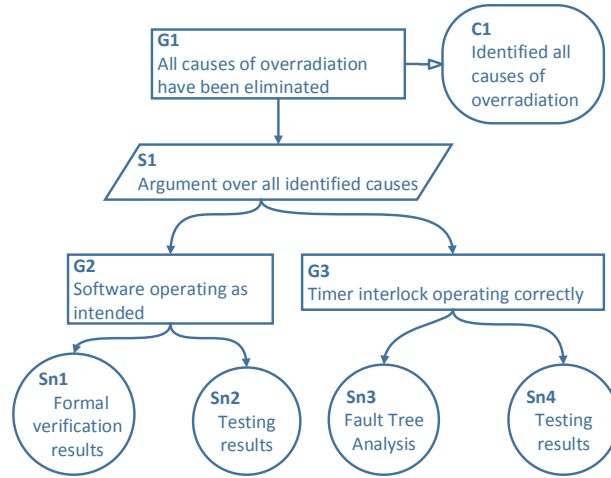 G1
All causes of overradiation
have been eliminated
C1
Identified all
causes of
overradiation
S1
Argument over all identified causes
G2
Software operating as
intended
G3
Timer interlock operating correctly
Sn1
Formal
verification
results
Sn2
Testing
results
Sn3
Fault Tree
Analysis
Sn4
Testing
results